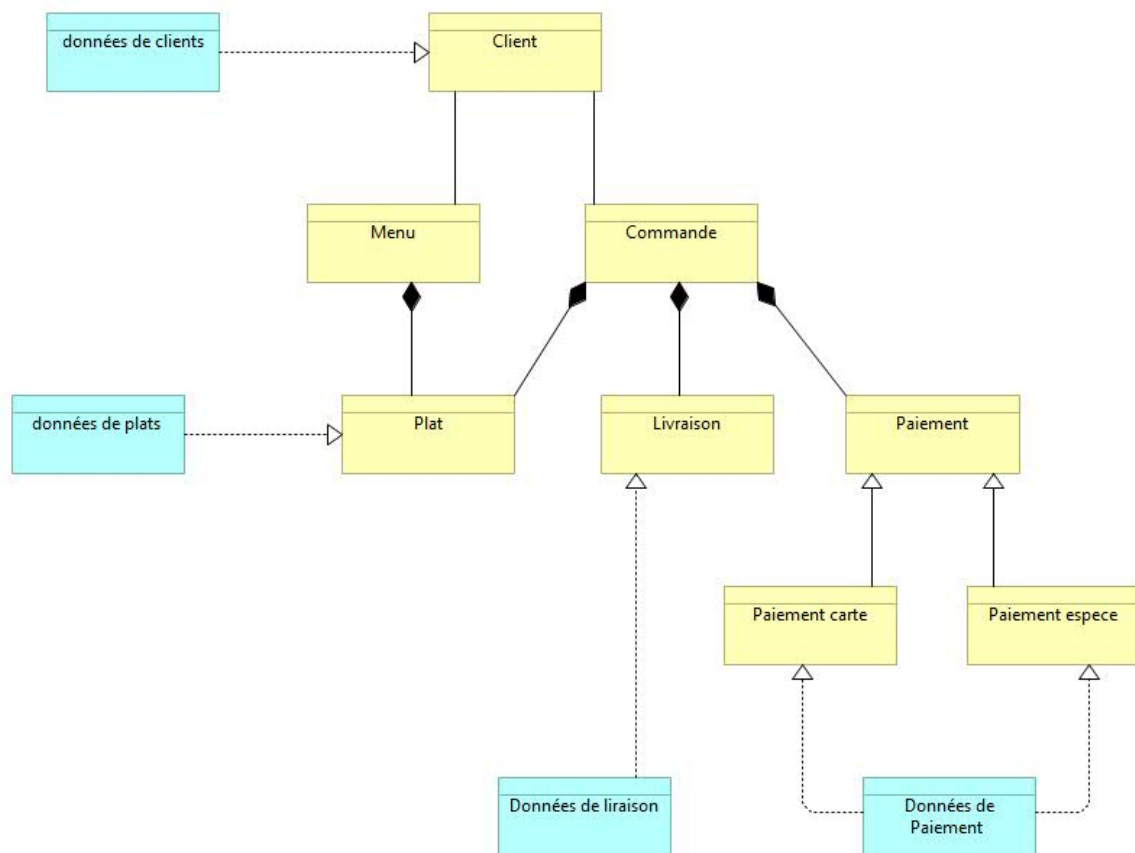 données de clients
Client
Menu
Commande
données de plats
Plat
Livraison
Paiement
Paiement carte
Paiement espece
Données de liraison
Données de
Paiement